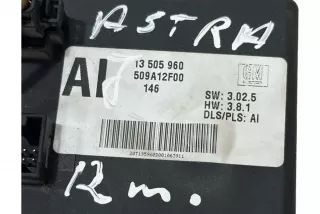 ASTRA
13 505 960
AI
509A12F00
GM
146
SW: 3.02.5
HW: 3.8.1
DLS/PLS: AI
12 m.